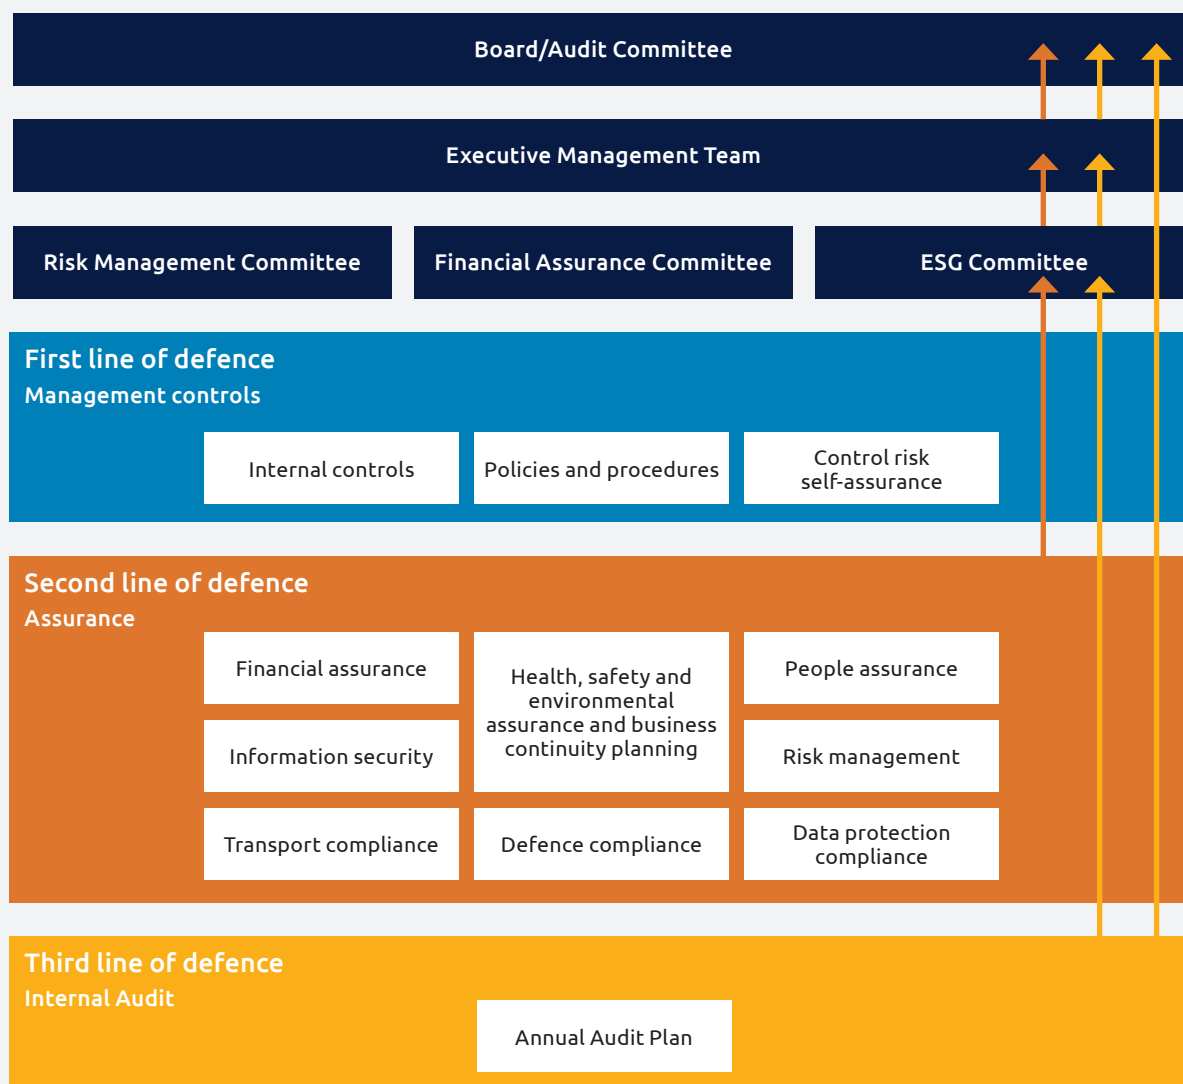 Board/Audit Committee
Executive Management Team
Risk Management Committee
Financial Assurance Committee
ESG Committee
First line of defence
Management controls
Internal controls
Policies and procedures
Control risk
self-assurance
Second line of defence
Assurance
Financial assurance
Health, safety and
environmental
assurance and business
continuity planning
People assurance
Information security
Risk management
Transport compliance
Defence compliance
Data protection
compliance
Third line of defence
Internal Audit
Annual Audit Plan